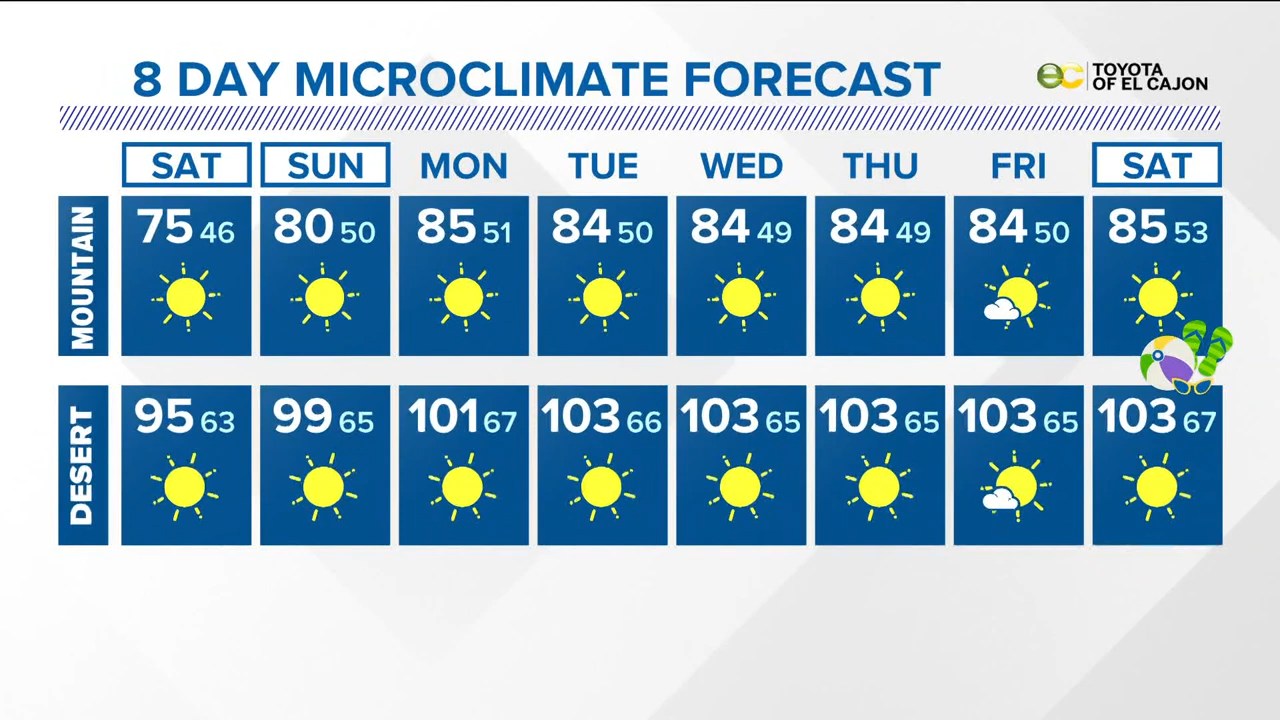 8 DAY MICROCLIMATE FORECAST
ec TOYOTA
OF EL CAJON
SAT SUN MON TUE WED THU FRI SAT
MOUNTAIN
75 46 80 50 85 51 84 50 84 49 84 49 84 50 85 53
DESERT
95 63 99 65 101 67 103 66 103 65 103 65 103 65 103 67